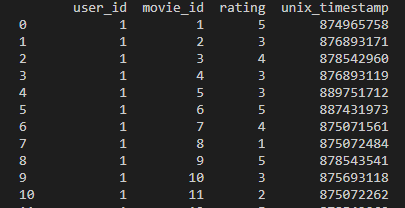 user_id movie_id rating unix_timestamp
0 1 1 5 874965758
1 1 2 3 876893171
2 1 3 4 878542960
3 1 4 3 876893119
4 1 5 3 889751712
5 1 6 5 887431973
6 1 7 4 875071561
7 1 8 1 875072484
8 1 9 5 878543541
9 1 10 3 875693118
10 1 11 2 875072262